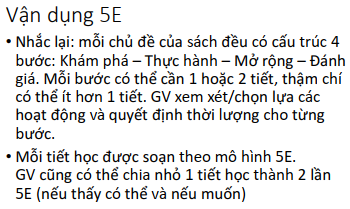 Vận dụng 5E
• Nhắc lại: mỗi chủ đề của sách đều có cấu trúc 4
bước: Khám phá – Thực hành – Mở rộng – Đánh
giá. Mỗi bước có thể cần 1 hoặc 2 tiết, thậm chí
có thể ít hơn 1 tiết. GV xem xét/chọn lựa các
hoạt động và quyết định thời lượng cho từng
bước.
• Mỗi tiết học được soạn theo mô hình 5E.
GV cũng có thể chia nhỏ 1 tiết học thành 2 lần
5E (nếu thấy có thể và nếu muốn)